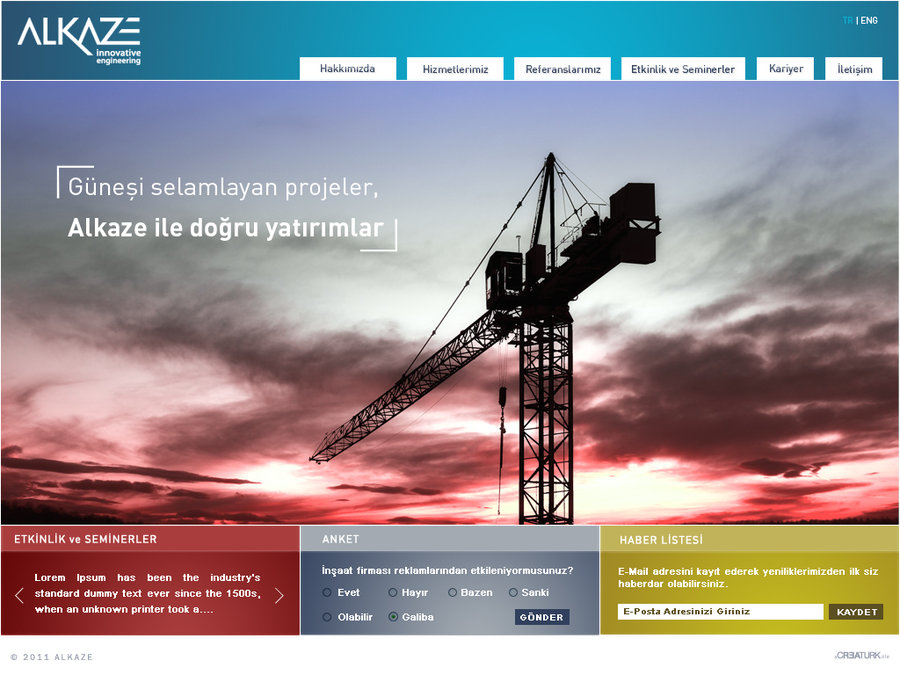 ALKAZE
innovative
engineering
TR | ENG
Hakkımızda
Hizmetlerimiz
Referanslarımız
Etkinlik ve Seminerler
Kariyer
İletişim
Güneşi selamlayan projeler,
Alkaze ile doğru yatırımlar
ETKİNLİK ve SEMİNERLER
Lorem Ipsum has been the industry's
standard dummy text ever since the 1500s,
when an unknown printer took a....
ANKET
İnşaat firması reklamlarından etkileniyormusunuz?
Evet Hayır Bazen Sanki
Olabilir Galiba
GÖNDER
HABER LİSTESİ
E-Mail adresini kayıt ederek yeniliklerimizden ilk siz
haberdar olabilirsiniz.
E-Posta Adresinizi Giriniz
KAYDET
© 2011 ALKAZE
CREATURK